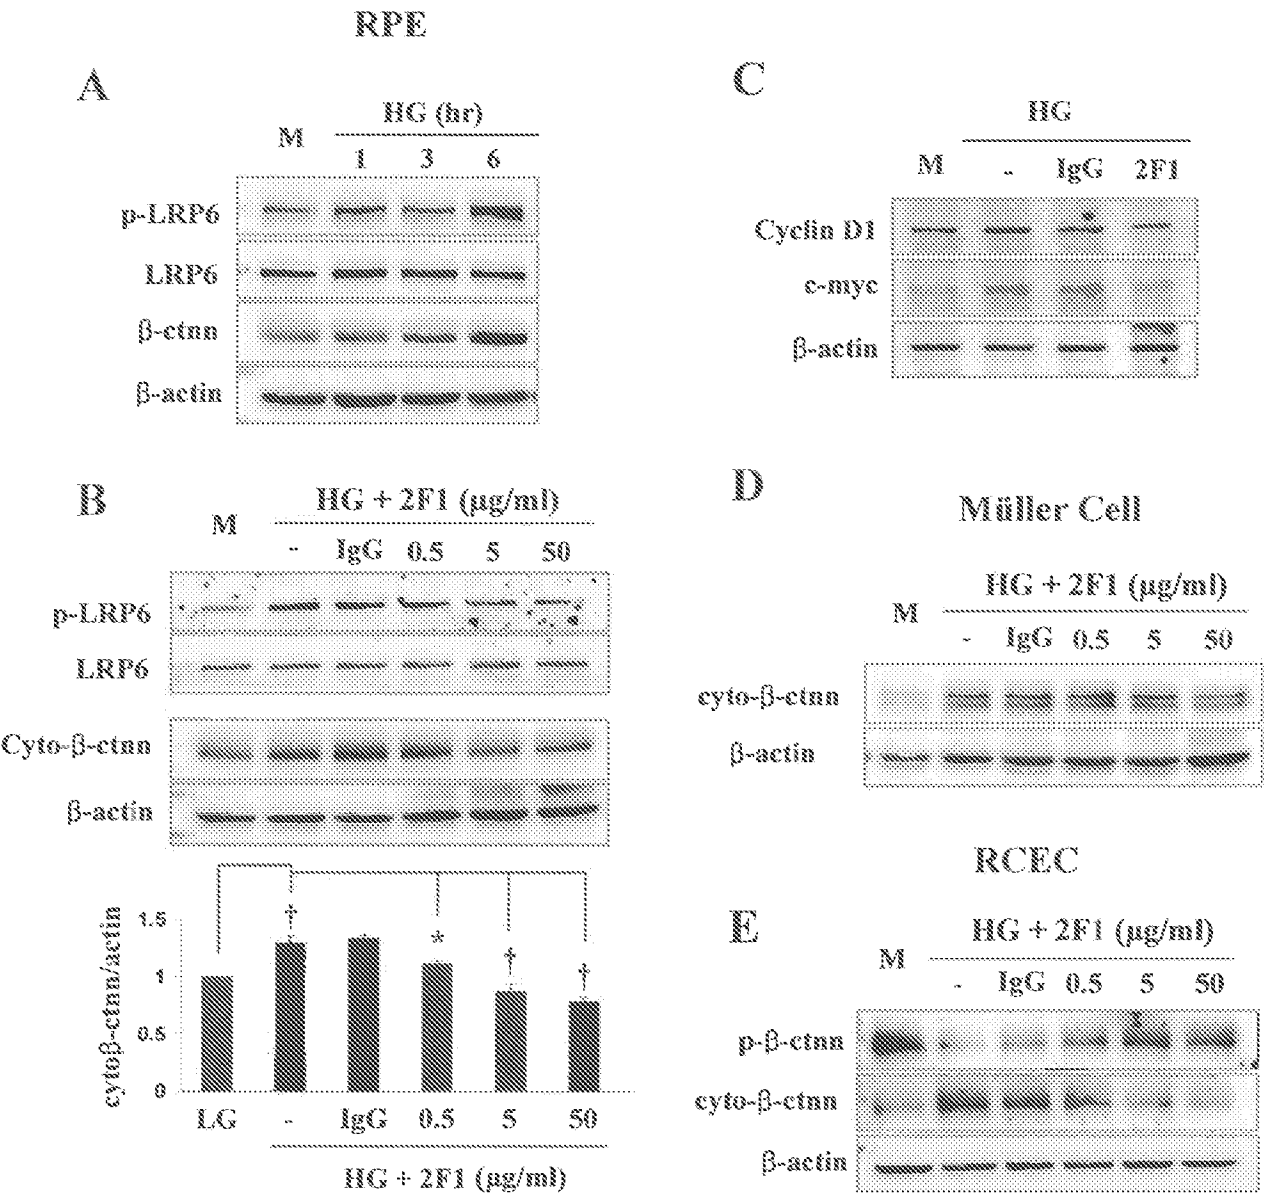 RPE
A
HG (hr)
M
1 3 6
p-LRP6
LRP6
β-ctnn
β-actin
B
HG + 2F1 (μg/ml)
M
- IgG 0.5 5 50
p-LRP6
LRP6
Cyto-β-ctnn
β-actin
cytoβ-ctnn/actin
1.5
1
0.5
0
†
*
†
†
LG - IgG 0.5 5 50
HG + 2F1 (μg/ml)
C
HG
M - IgG 2F1
Cyclin D1
c-myc
β-actin
D
Müller Cell
HG + 2F1 (μg/ml)
M
- IgG 0.5 5 50
cyto-β-ctnn
β-actin
RCEC
E
HG + 2F1 (μg/ml)
M
- IgG 0.5 5 50
p-β-ctnn
cyto-β-ctnn
β-actin